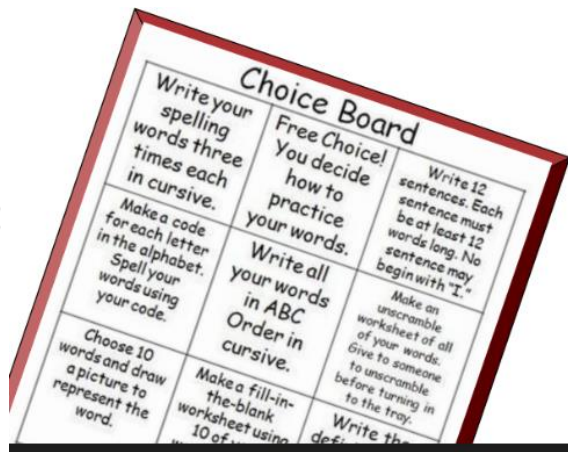 Choice Board
Write your
spelling
words three
times each
in cursive.
Free Choice!
You decide
how to
practice
your words.
Write 12
sentences. Each
sentence must
be at least 12
words long. No
sentence may
begin with "I."
Make a code
for each letter
in the alphabet.
Spell your
words using
your code.
Write all
your words
in ABC
Order in
cursive.
Make an
unscramble
worksheet of all
of your words.
Give to someone
to unscramble
before turning in
to the tray.
Choose 10
words and draw
a picture to
represent the
word.
Make a fill-in-
the-blank
worksheet using
10 of
Write